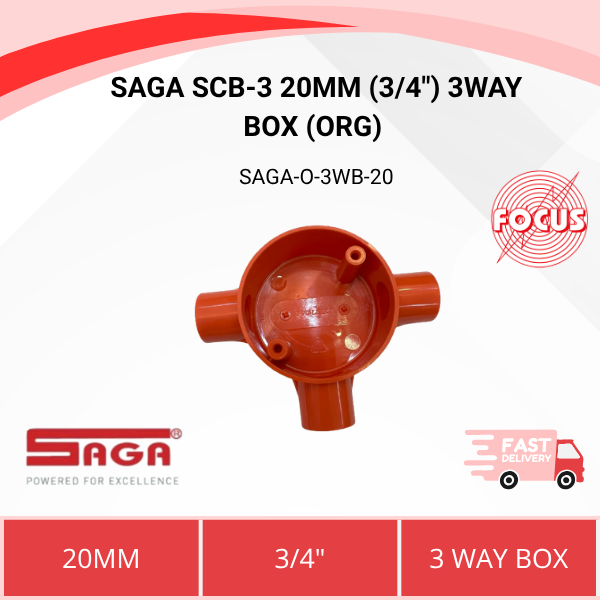 SAGA SCB-3 20MM (3/4") 3WAY
BOX (ORG)
SAGA-O-3WB-20
FOCUS
SAGA®
POWERED FOR EXCELLENCE
FAST
DELIVERY
20MM
3/4"
3 WAY BOX